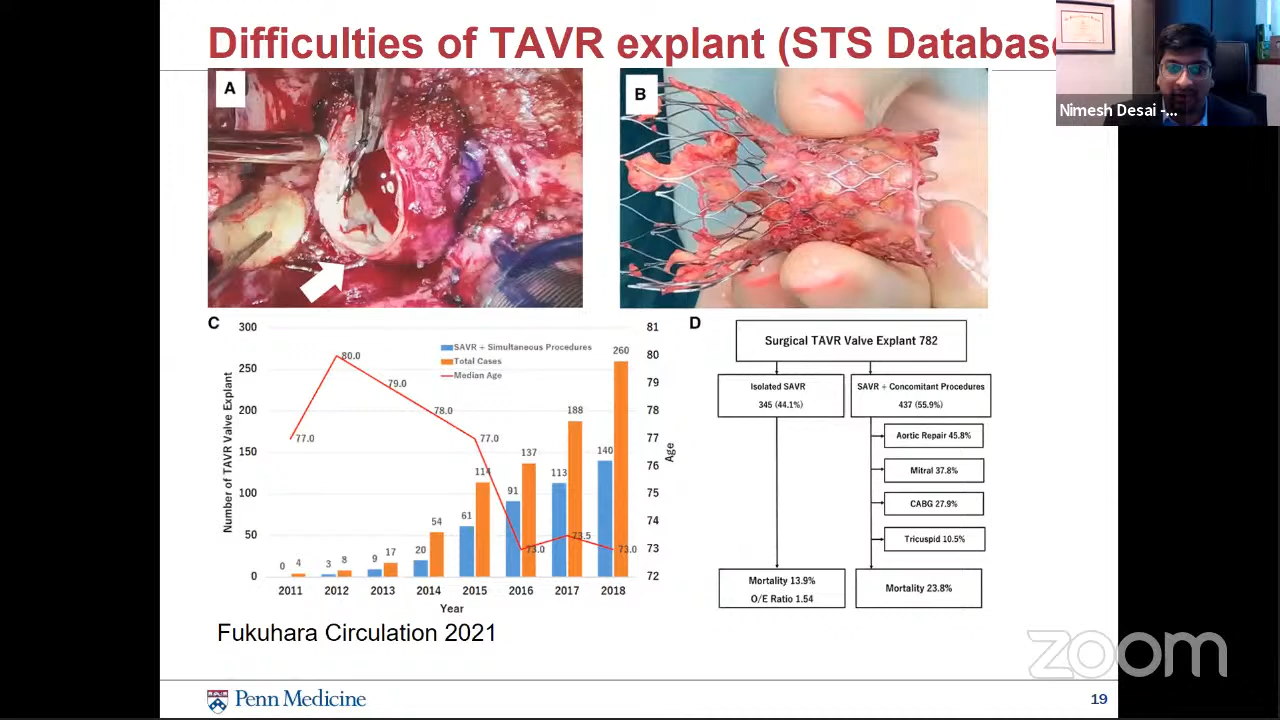 Difficulties of TAVR explant (STS Database
Nimesh Desai -...
A
B
C
300
250
200
150
100
50
0
Number of TAVR Valve Explant
SAVR + Simultaneous Procedures
Total Cases
Median Age
77.0
80.0
79.0
78.0
77.0
73.0
73.5
73.0
0
4
3
8
9
17
20
54
61
114
91
137
113
188
140
260
81
80
79
78
77
76
75
74
73
72
Age
2011 2012 2013 2014 2015 2016 2017 2018
Year
D
Surgical TAVR Valve Explant 782
Isolated SAVR
345 (44.1%)
SAVR + Concomitant Procedures
437 (55.9%)
Aortic Repair 45.8%
Mitral 37.8%
CABG 27.9%
Tricuspid 10.5%
Mortality 13.9%
O/E Ratio 1.54
Mortality 23.8%
Fukuhara Circulation 2021
zoom
Penn Medicine
19